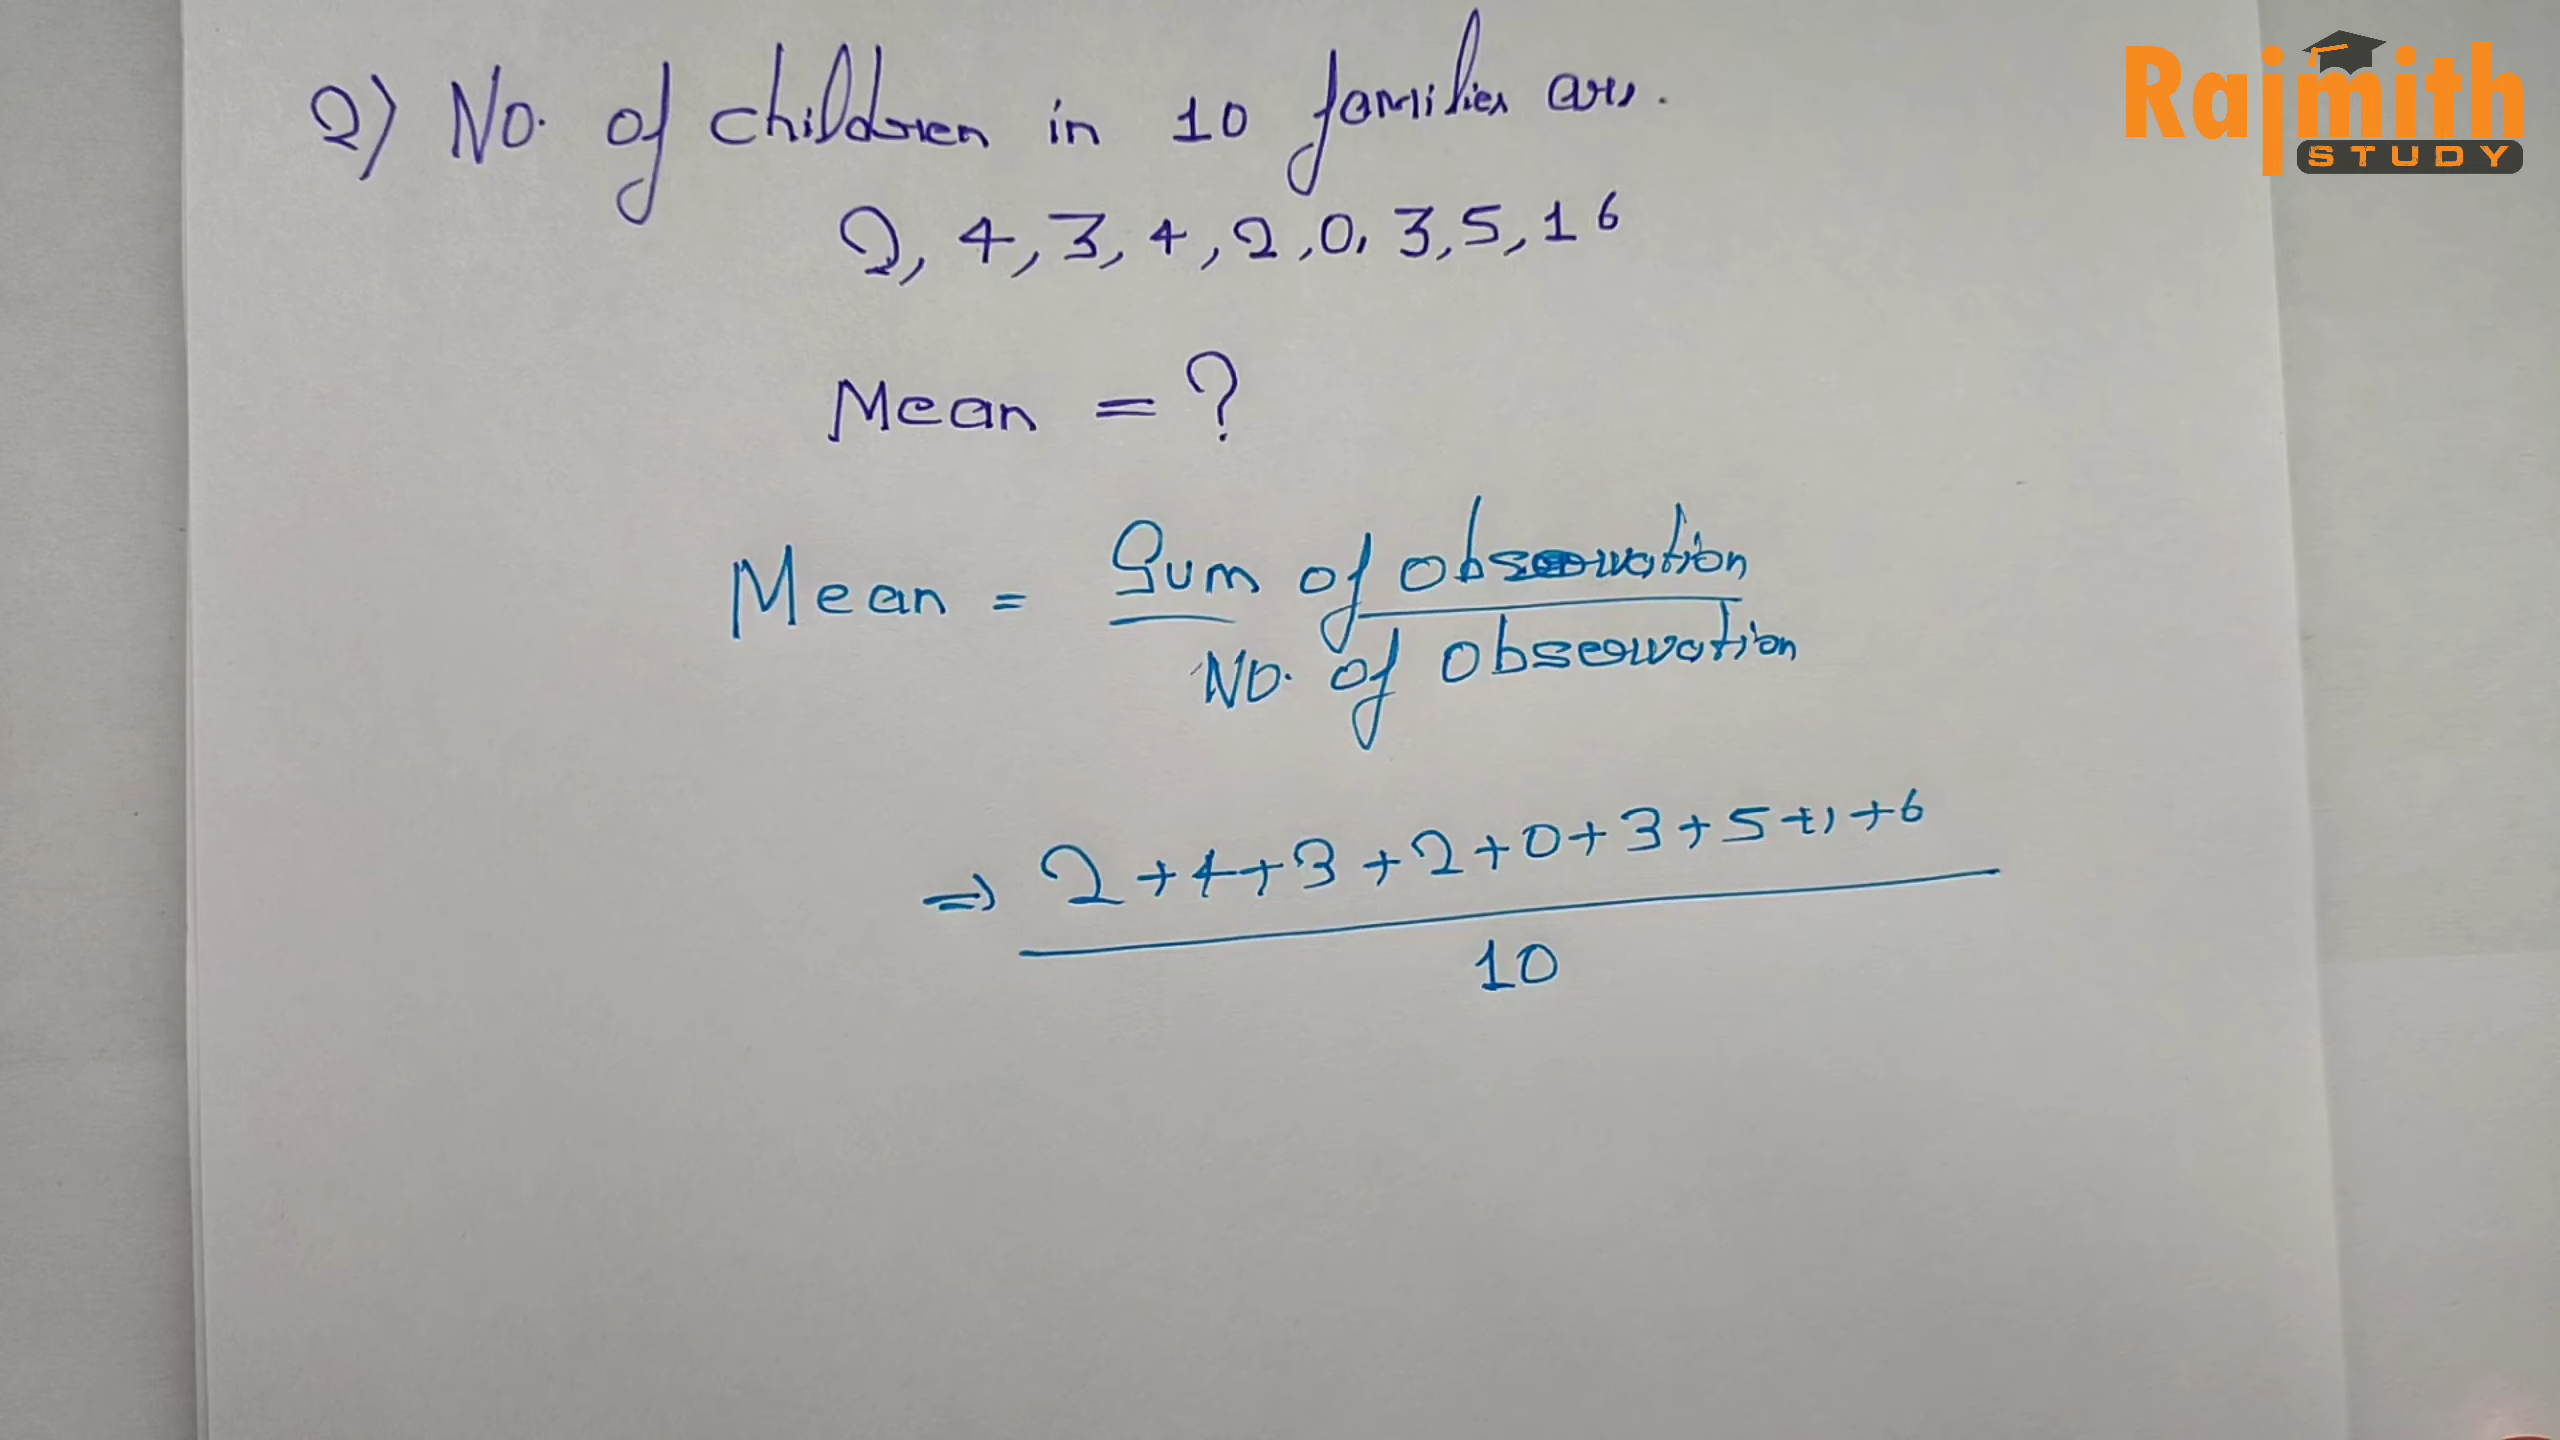 Rajmith
STUDY
2) No. of children in 10 families are.
2, 4, 3, 4, 2, 0, 3, 5, 1 6
Mean = ?
Mean = Sum of observation
No. of observation
⇒ 2+4+3+2+0+3+5+1+6
10